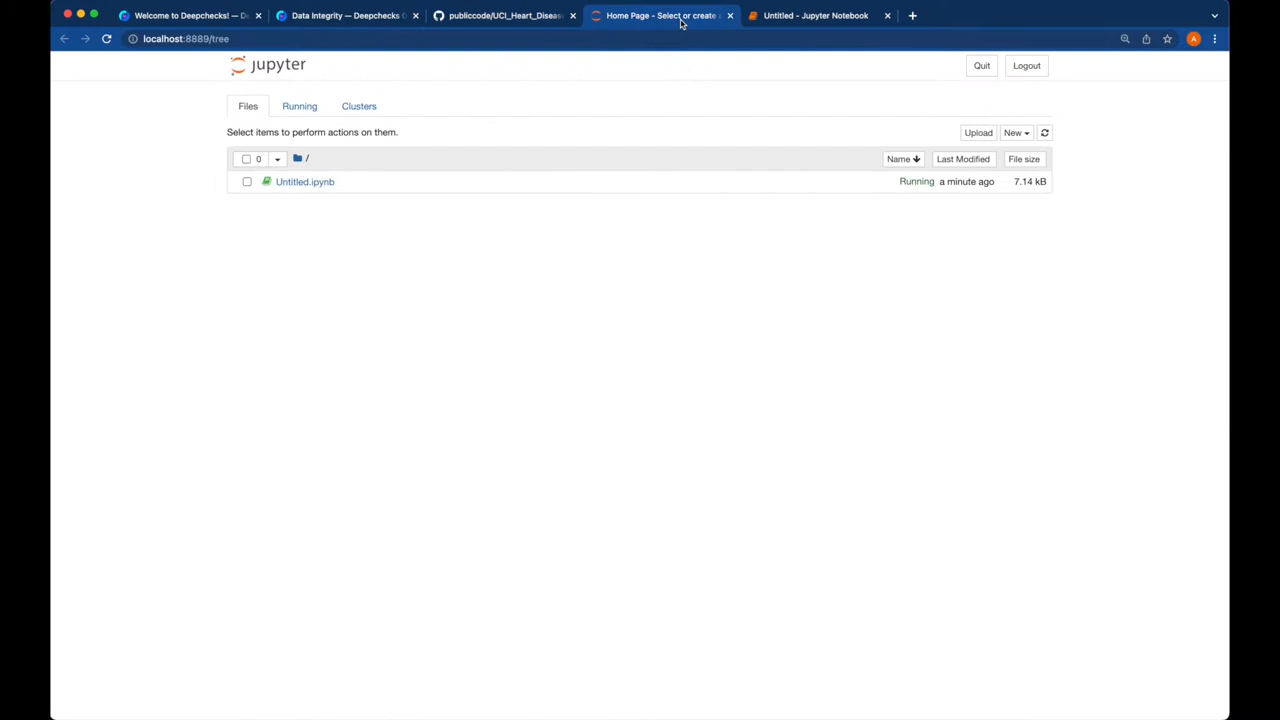 Welcome to Deepchecks! — De
Data Integrity — Deepchecks
publiccode/UCI_Heart_Diseas
Home Page - Select or create a
Untitled - Jupyter Notebook
localhost:8889/tree
A
jupyter
Quit
Logout
Files
Running
Clusters
Select items to perform actions on them.
Upload
New
0
/
Name
Last Modified
File size
Untitled.ipynb
Running
a minute ago
7.14 kB